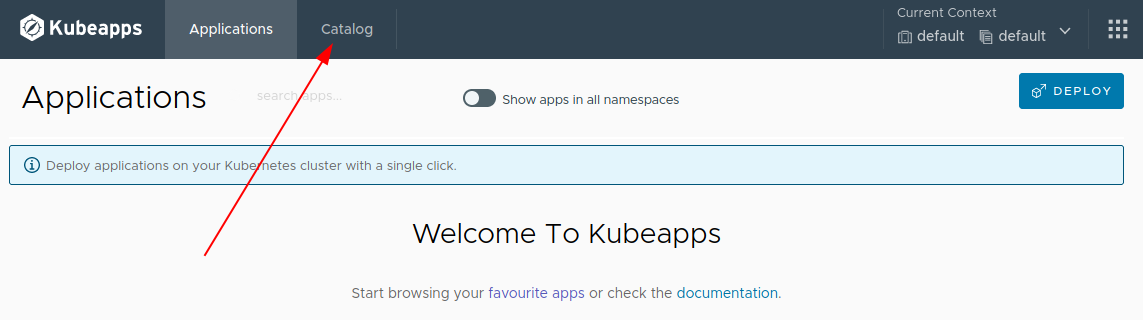 Kubeapps
Applications
Catalog
Current Context
default default
Applications
search apps...
Show apps in all namespaces
DEPLOY
Deploy applications on your Kubernetes cluster with a single click.
Welcome To Kubeapps
Start browsing your favourite apps or check the documentation.